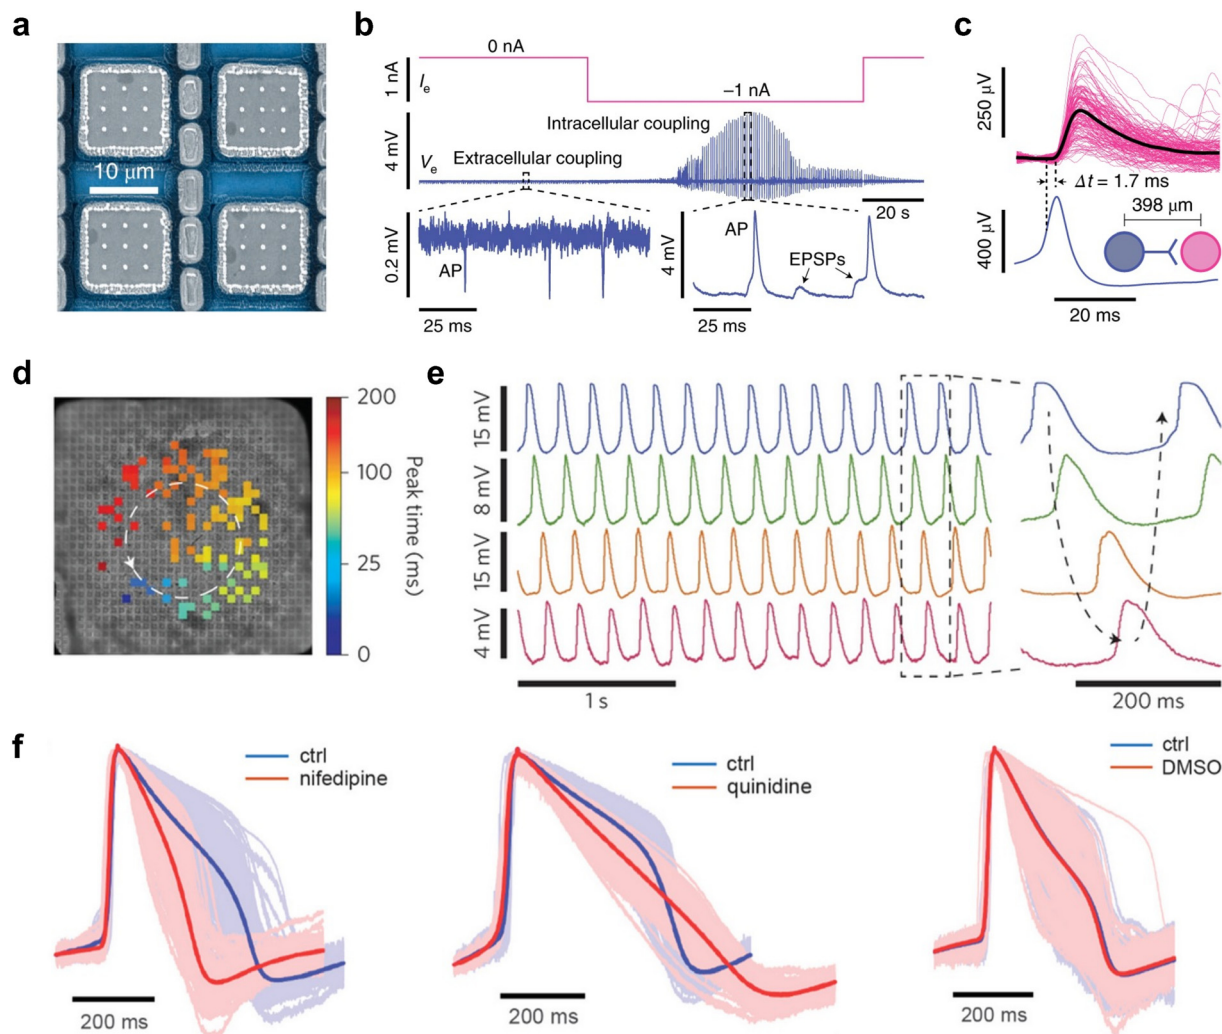 a
10 μm
b
0 nA
1 nA
Ie
−1 nA
Intracellular coupling
4 mV
Ve
Extracellular coupling
20 s
0.2 mV
AP
25 ms
4 mV
AP
EPSPs
25 ms
c
250 μV
Δt = 1.7 ms
398 μm
400 μV
20 ms
d
200
100
25
0
Peak time (ms)
e
15 mV
8 mV
15 mV
4 mV
1 s
200 ms
f
ctrl
nifedipine
200 ms
ctrl
quinidine
200 ms
ctrl
DMSO
200 ms